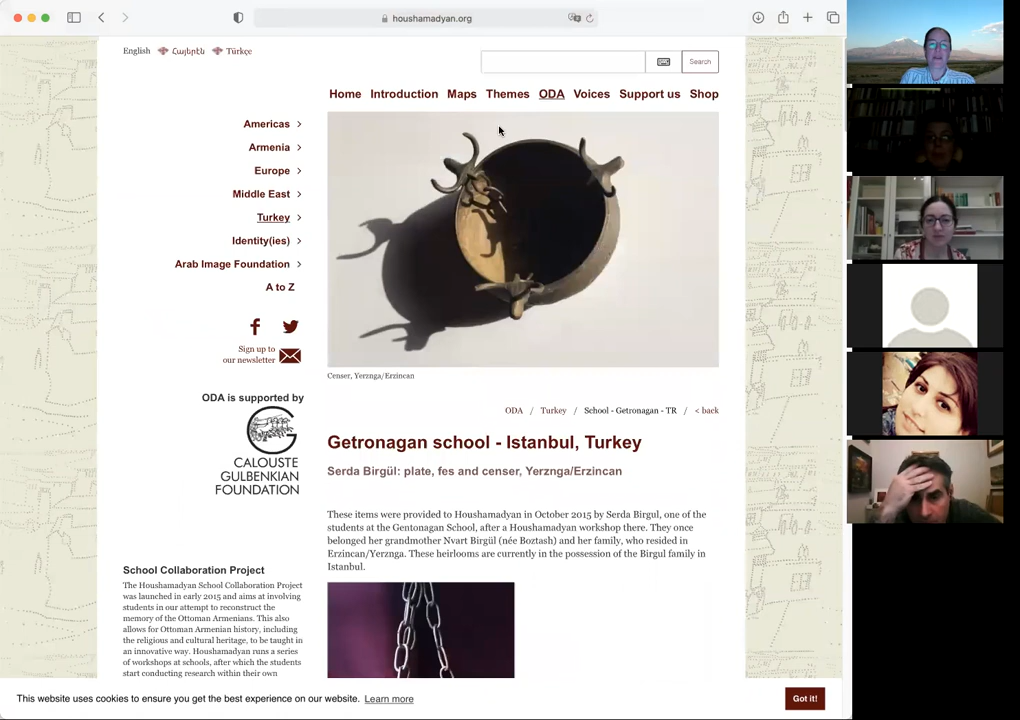 houshamadyan.org
English Հայերեն Türkçe
Search
Home Introduction Maps Themes ODA Voices Support us Shop
Americas >
Armenia >
Europe >
Middle East >
Turkey >
Identity(ies) >
Arab Image Foundation >
A to Z
Sign up to
our newsletter
ODA is supported by
CALOUSTE
GULBENKIAN
FOUNDATION
School Collaboration Project
The Houshamadyan School Collaboration Project
was launched in early 2015 and aims at involving
students in our attempt to reconstruct the
memory of the Ottoman Armenians. This also
allows for Ottoman Armenian history, including
the religious and cultural heritage, to be taught in
an innovative way. Houshamadyan runs a series
of workshops at schools, after which the students
start conducting research within their own
Censer, Yerznga/Erzincan
ODA / Turkey / School - Getronagan - TR / < back
Getronagan school - Istanbul, Turkey
Serda Birgül: plate, fes and censer, Yerznga/Erzincan
These items were provided to Houshamadyan in October 2015 by Serda Birgul, one of the
students at the Gentonagan School, after a Houshamadyan workshop there. They once
belonged her grandmother Nvart Birgül (née Boztash) and her family, who resided in
Erzincan/Yerznga. These heirlooms are currently in the possession of the Birgul family in
Istanbul.
This website uses cookies to ensure you get the best experience on our website. Learn more
Got it!